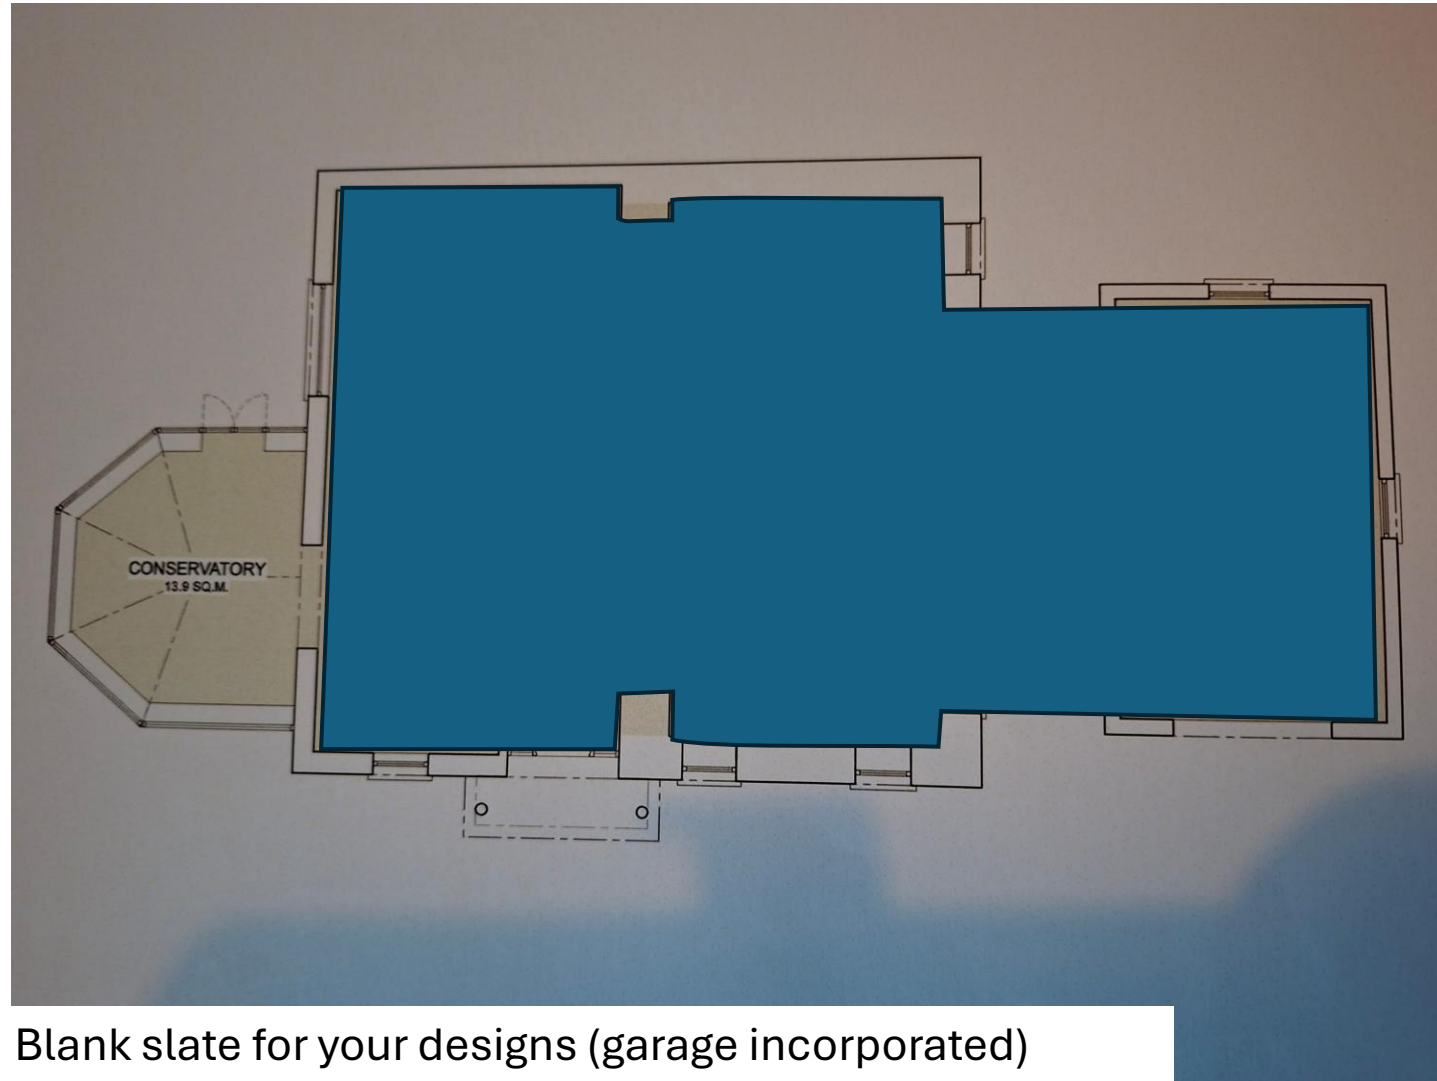 CONSERVATORY
13.9 SQ.M.
Blank slate for your designs (garage incorporated)